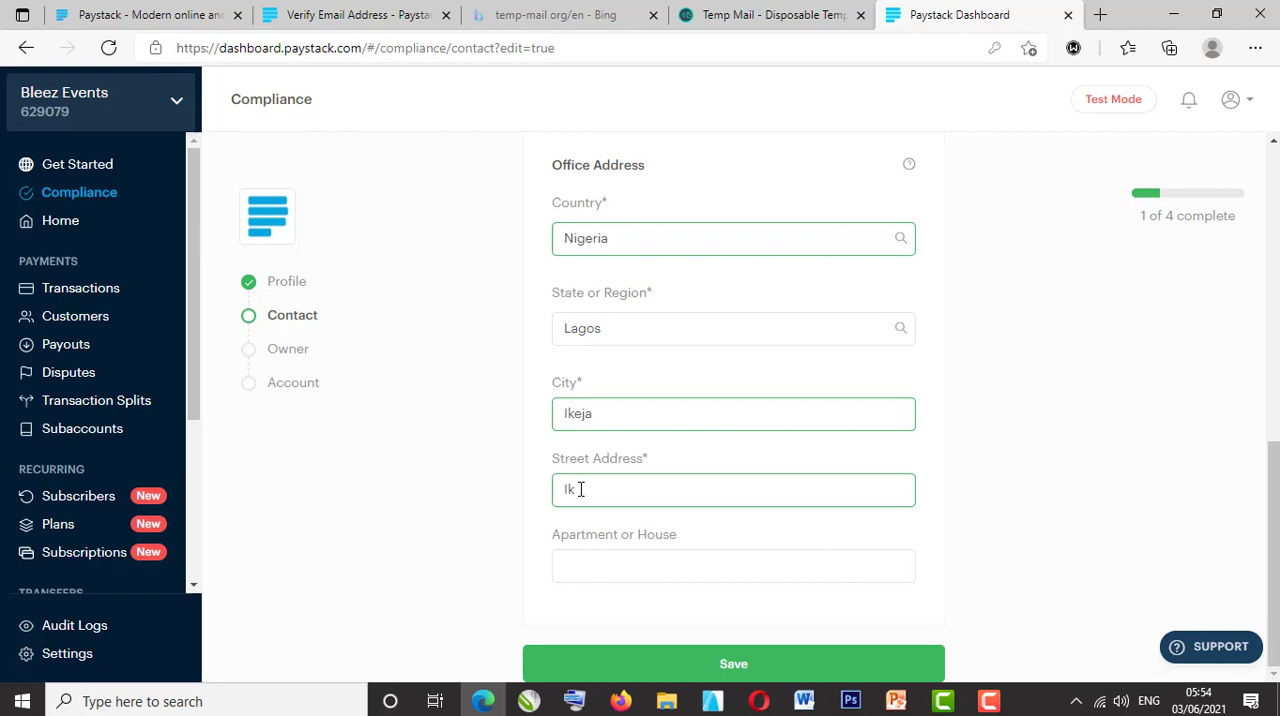 Paystack - Modern online and
Verify Email Address - Paystac
temp-mail org/en - Bing
Temp Mail - Disposable Temp
Paystack Dashboard
https://dashboard.paystack.com/#/compliance/contact?edit=true
Bleez Events
629079
Compliance
Test Mode
Get Started
Compliance
Home
PAYMENTS
Transactions
Customers
Payouts
Disputes
Transaction Splits
Subaccounts
RECURRING
Subscribers New
Plans New
Subscriptions New
TRANSFERS
Audit Logs
Settings
Profile
Contact
Owner
Account
Office Address
Country*
Nigeria
State or Region*
Lagos
City*
Ikeja
Street Address*
Ik
Apartment or House
Save
1 of 4 complete
SUPPORT
Type here to search
ENG
05:54
03/06/2021